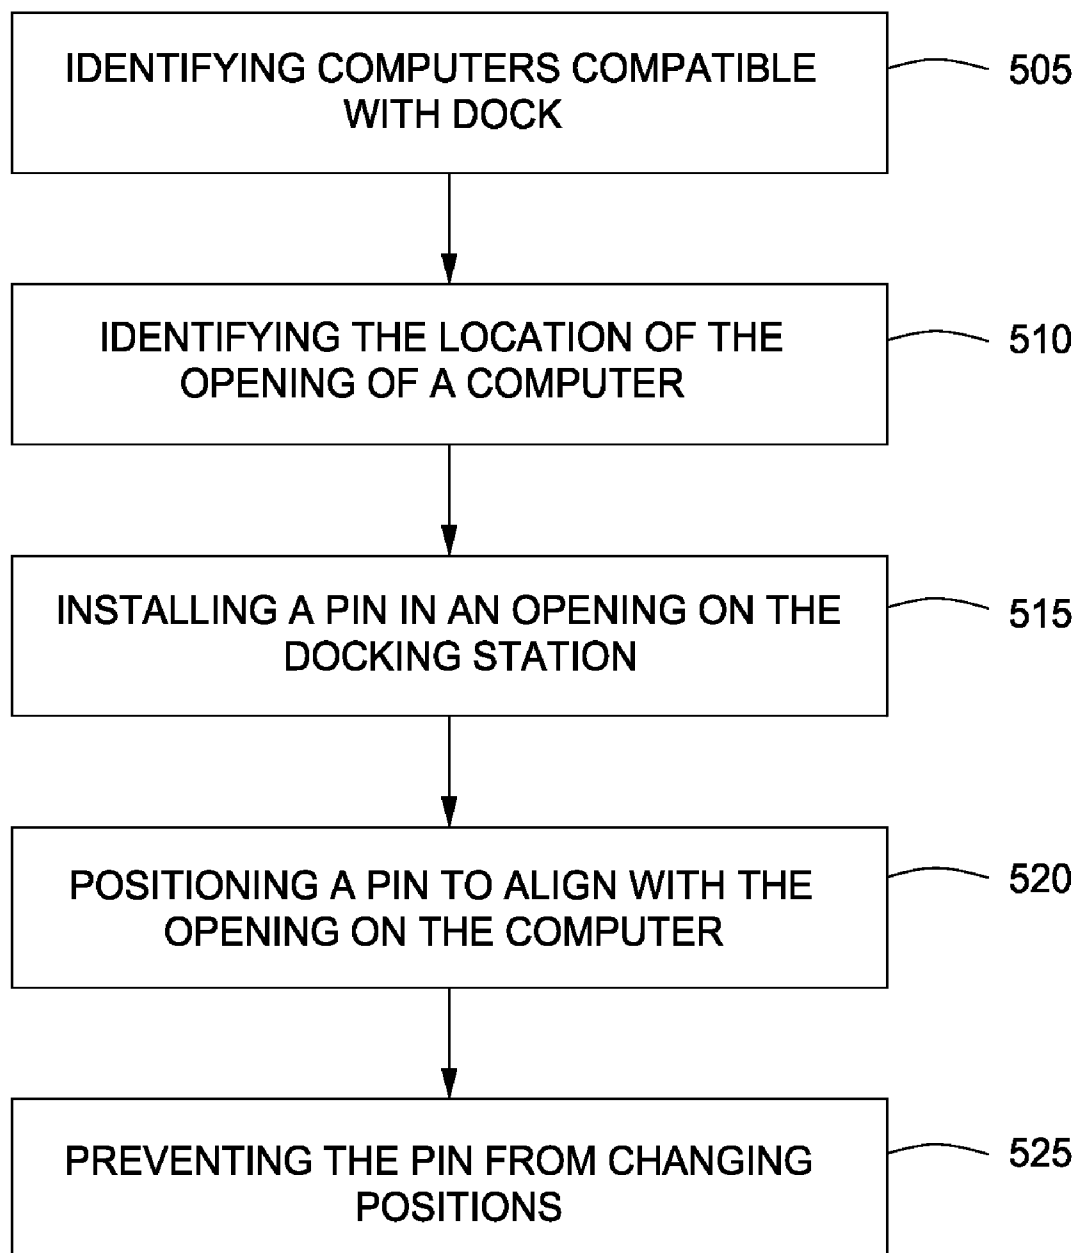 IDENTIFYING COMPUTERS COMPATIBLE
WITH DOCK
505
IDENTIFYING THE LOCATION OF THE
OPENING OF A COMPUTER
510
INSTALLING A PIN IN AN OPENING ON THE
DOCKING STATION
515
POSITIONING A PIN TO ALIGN WITH THE
OPENING ON THE COMPUTER
520
PREVENTING THE PIN FROM CHANGING
POSITIONS
525